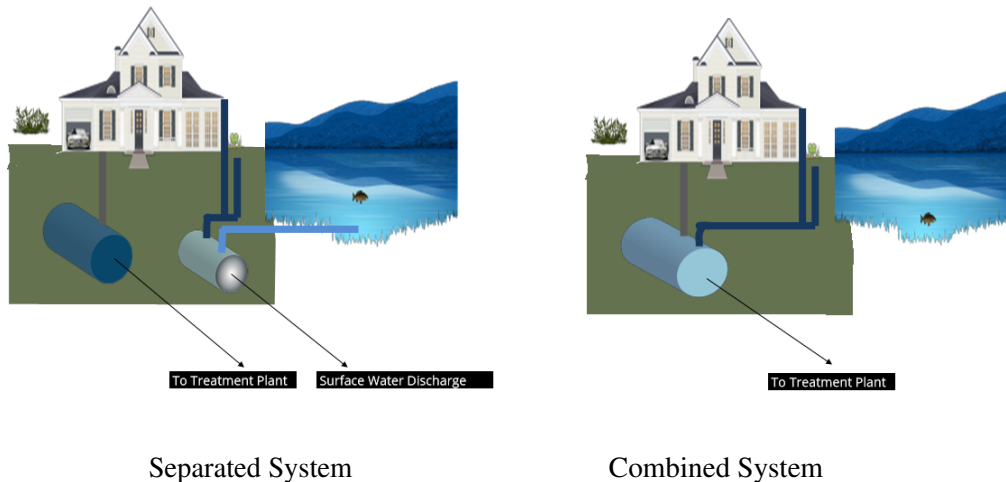 To Treatment Plant
Surface Water Discharge
To Treatment Plant
Separated System
Combined System